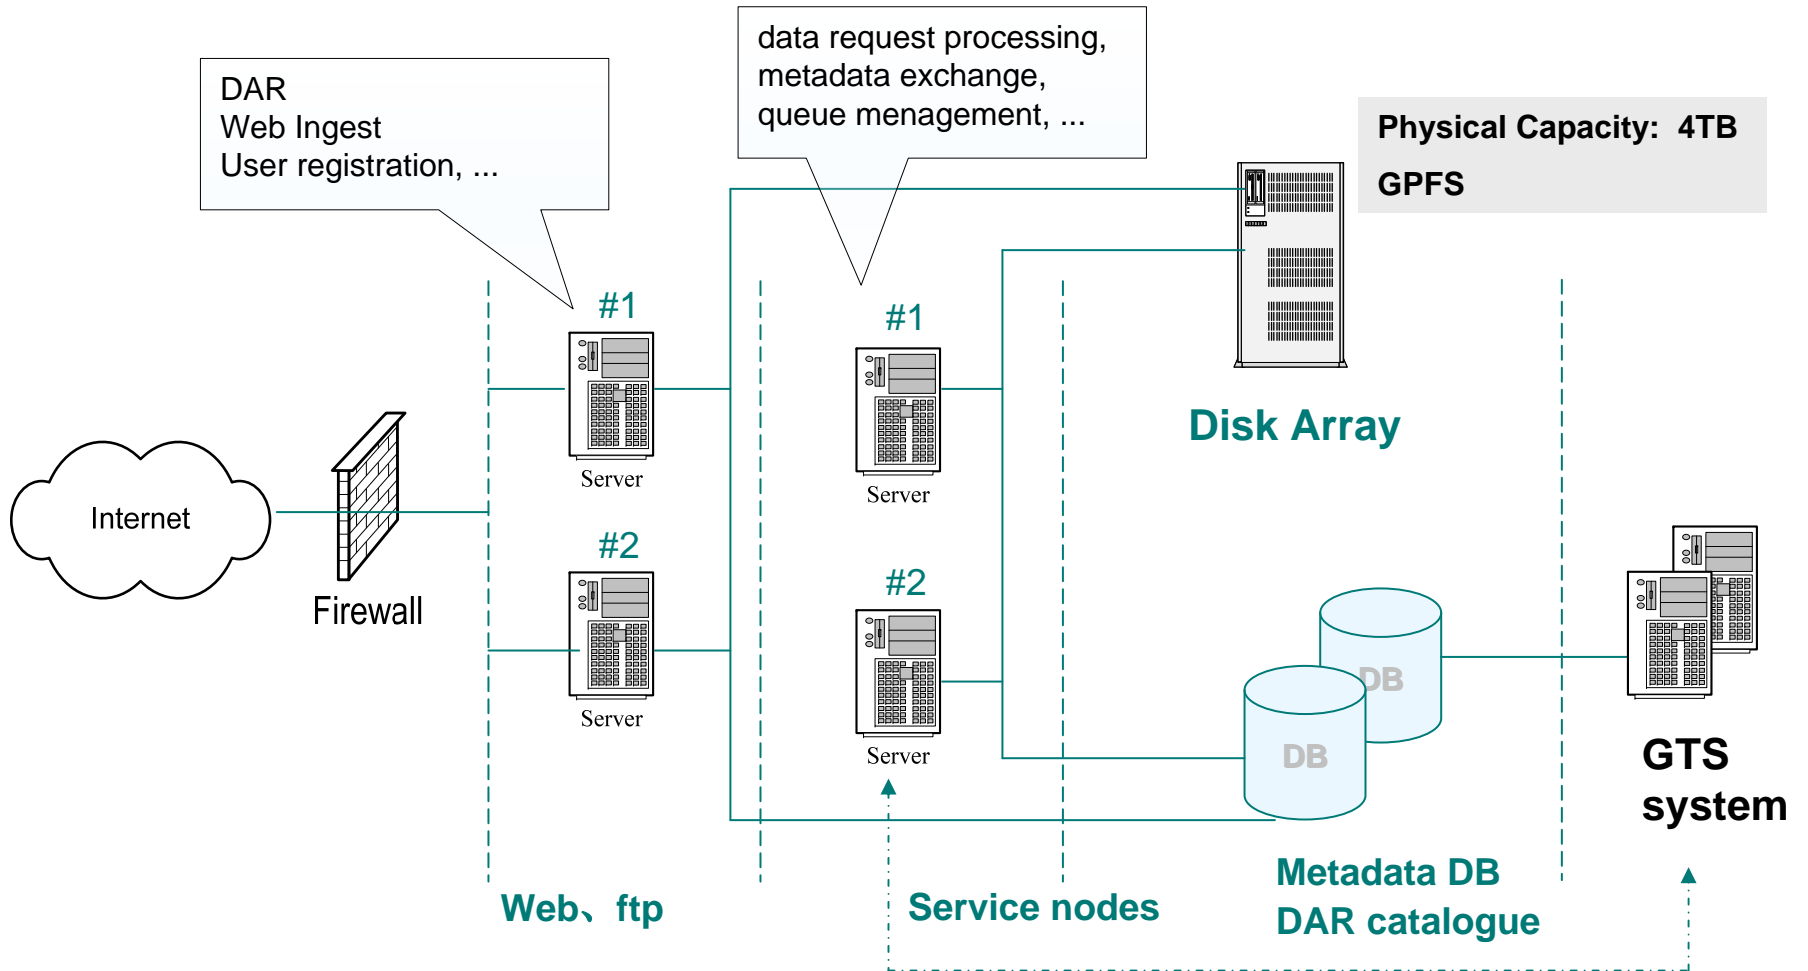 DAR
Web Ingest
User registration, ...
data request processing,
metadata exchange,
queue menagement, ...
Physical Capacity: 4TB
GPFS
#1
Server
#1
Server
Disk Array
Internet
Firewall
#2
Server
#2
Server
DB
DB
GTS
system
Web、ftp
Service nodes
Metadata DB
DAR catalogue